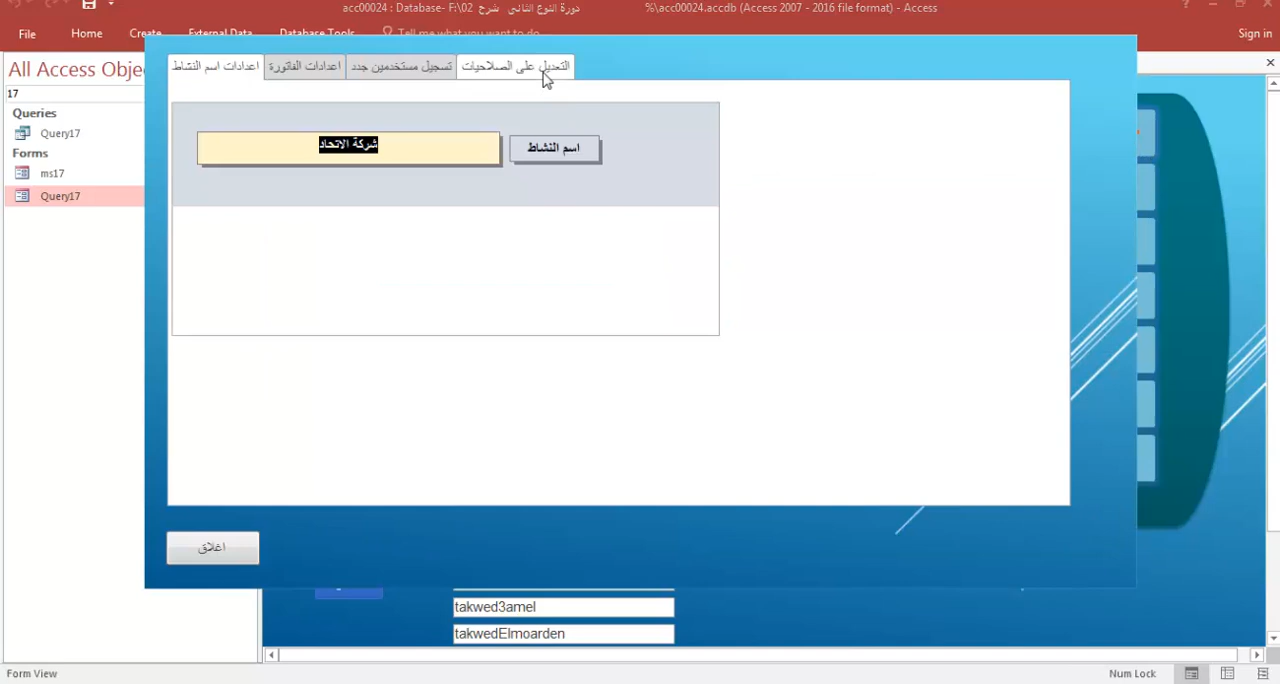 acc00024 : Database- F:\02 دورة النوع الثانى شرح %\acc00024.accdb (Access 2007 - 2016 file format) - Access
File Home Create External Data Database Tools Tell me what you want to do... Sign in
All Access Obje
17
Queries
Query17
Forms
ms17
Query17
اعدادات اسم النشاط اعدادات الفاتورة تسجيل مستخدمين جدد التعديل على الصلاحيات
اسم النشاط شركة الاتحاد
اغلاق
takwed3amel
takwedElmoarden
Form View Num Lock